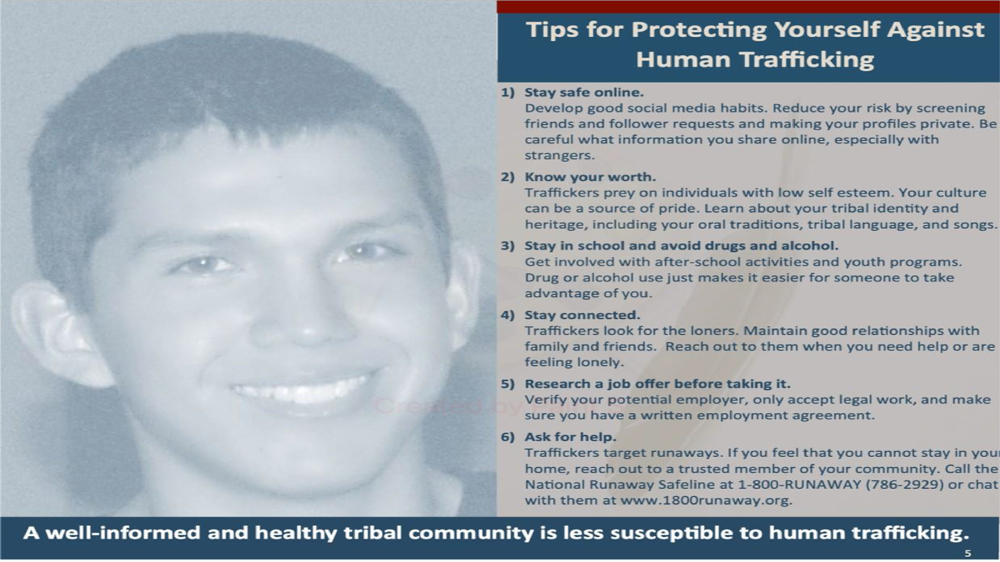 Tips for Protecting Yourself Against
Human Trafficking
1) Stay safe online.
Develop good social media habits. Reduce your risk by screening
friends and follower requests and making your profiles private. Be
careful what information you share online, especially with
strangers.
2) Know your worth.
Traffickers prey on individuals with low self esteem. Your culture
can be a source of pride. Learn about your tribal identity and
heritage, including your oral traditions, tribal language, and songs.
3) Stay in school and avoid drugs and alcohol.
Get involved with after-school activities and youth programs.
Drug or alcohol use just makes it easier for someone to take
advantage of you.
4) Stay connected.
Traffickers look for the loners. Maintain good relationships with
family and friends. Reach out to them when you need help or are
feeling lonely.
5) Research a job offer before taking it.
Verify your potential employer, only accept legal work, and make
sure you have a written employment agreement.
Created by
6) Ask for help.
Traffickers target runaways. If you feel that you cannot stay in your
home, reach out to a trusted member of your community. Call the
National Runaway Safeline at 1-800-RUNAWAY (786-2929) or chat
with them at www.1800runaway.org.
A well-informed and healthy tribal community is less susceptible to human trafficking.
5